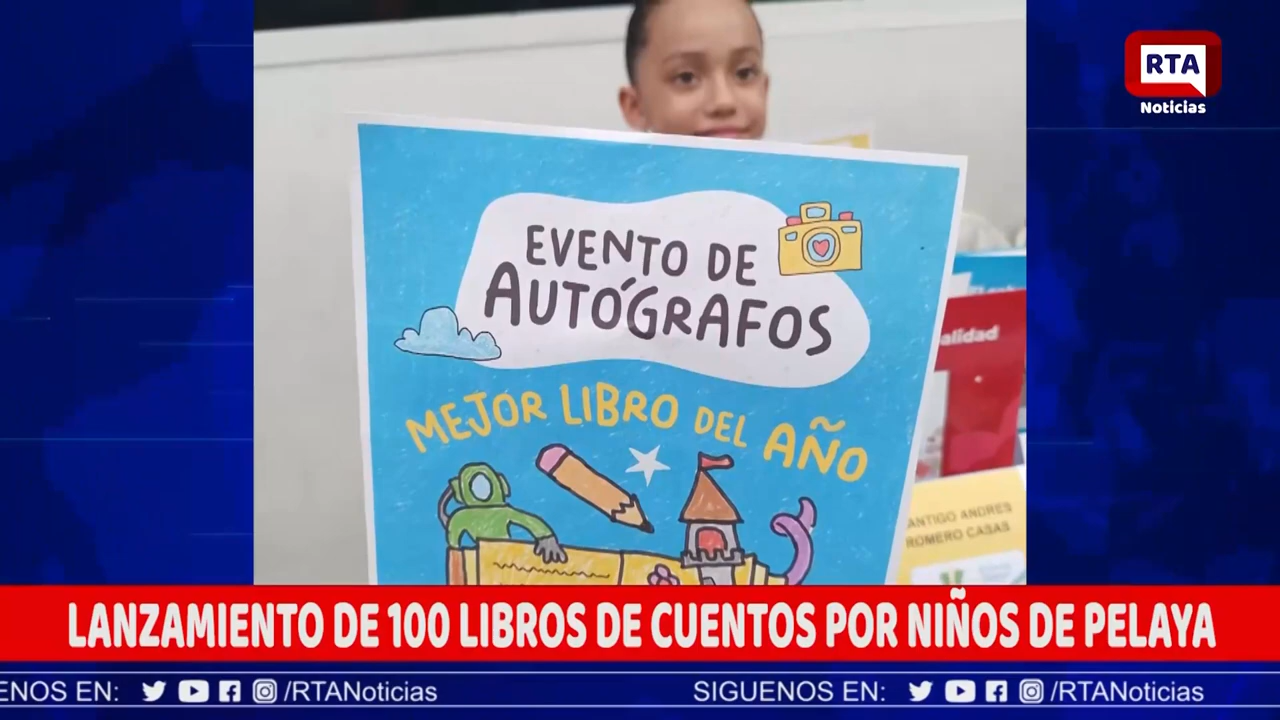 RTA
Noticias
EVENTO DE
AUTÓGRAFOS
MEJOR LIBRO DEL AÑO
alidad
ANTIGO ANDRES
ROMERO CASAS
LANZAMIENTO DE 100 LIBROS DE CUENTOS POR NIÑOS DE PELAYA
ENOS EN: /RTANoticias SIGUENOS EN: /RTANoticias